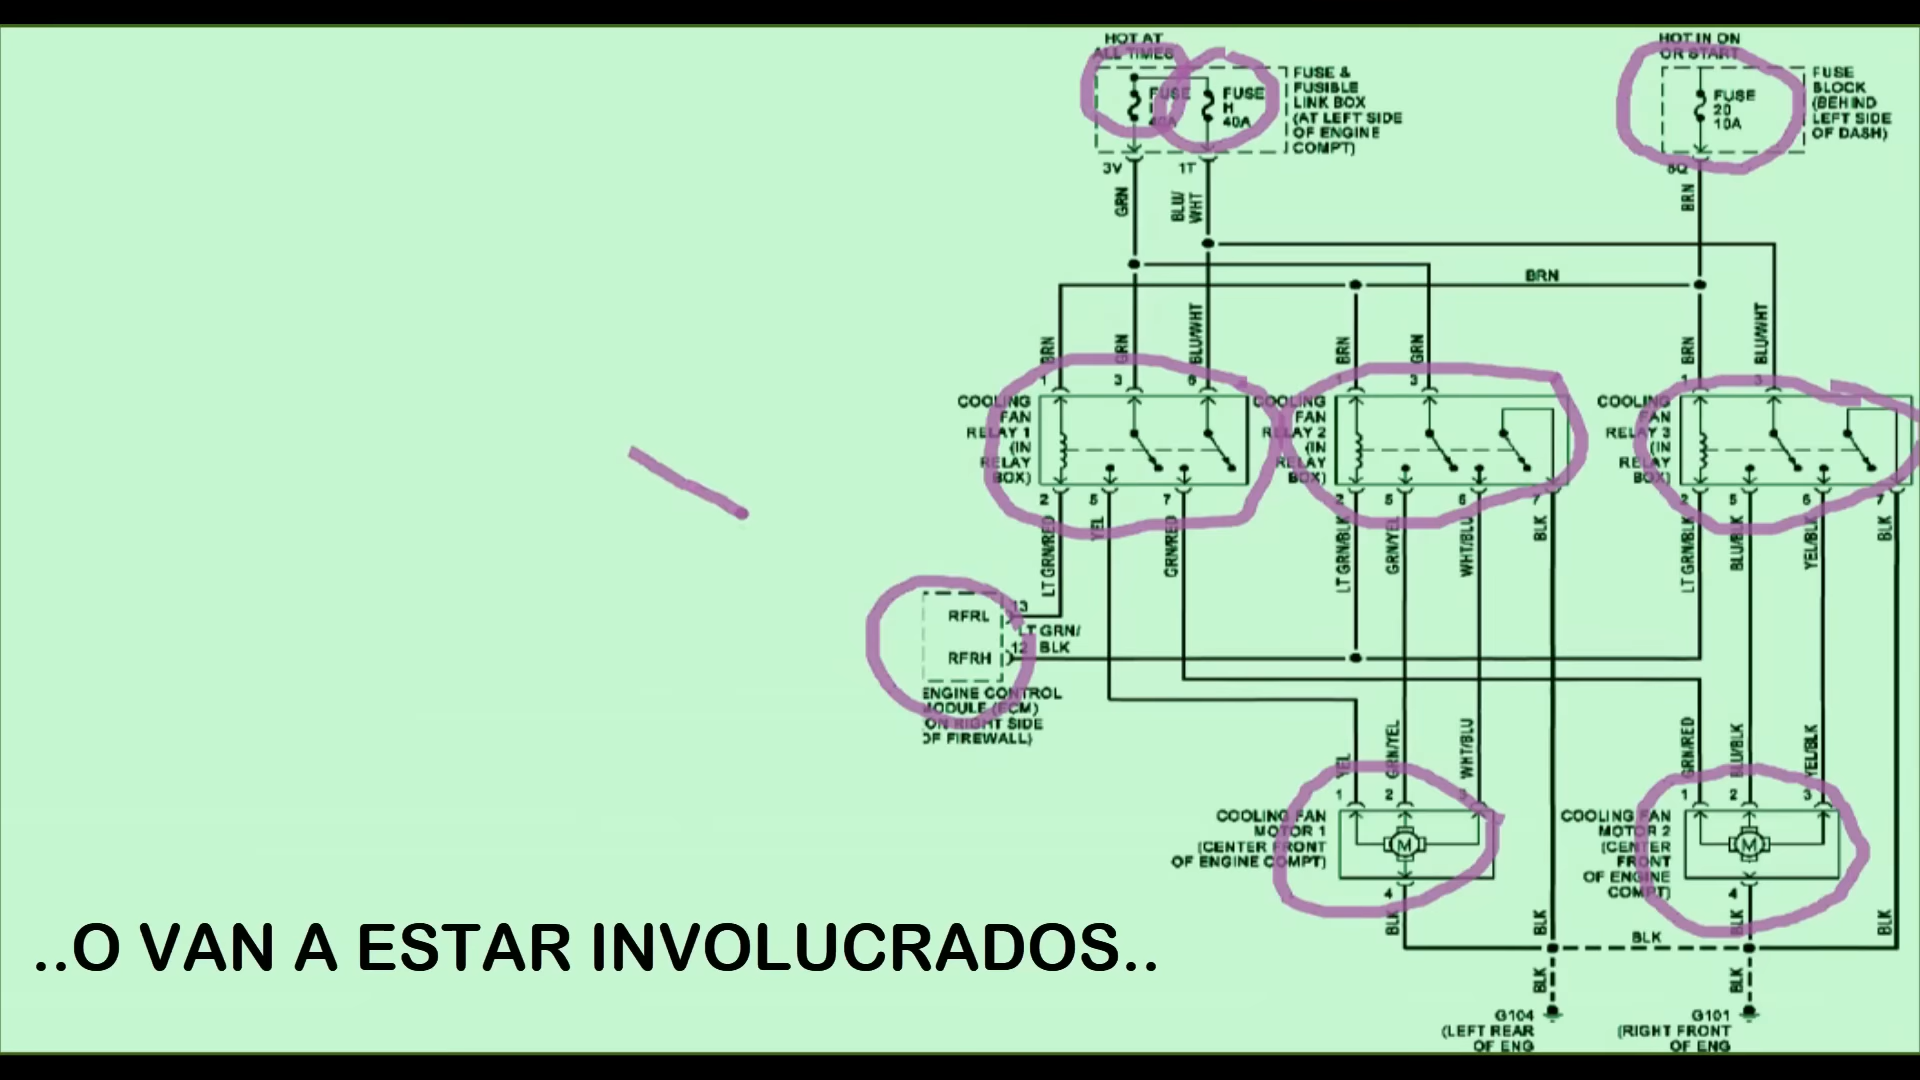 HOT AT
ALL TIMES
FUSE
I
40A
FUSE
H
40A
FUSE &
FUSIBLE
LINK BOX
(AT LEFT SIDE
OF ENGINE
COMPT)
HOT IN ON
OR START
FUSE
20
10A
FUSE
BLOCK
(BEHIND
LEFT SIDE
OF DASH)
3V
1T
8Q
GRN
BLU/
WHT
BRN
BRN
BRN
GRN
BLU/WHT
BRN
GRN
BRN
BLU/WHT
1
3
6
1
3
1
3
COOLING
FAN
RELAY 1
(IN
RELAY
BOX)
COOLING
FAN
RELAY 2
(IN
RELAY
BOX)
COOLING
FAN
RELAY 3
(IN
RELAY
BOX)
2
5
7
2
5
6
7
2
5
6
7
LT GRN/RED
YEL
GRN/RED
LT GRN/BLK
GRN/YEL
WHT/BLU
BLK
LT GRN/BLK
BLU/BLK
YEL/BLK
BLK
RFRL
13
LT GRN/
BLK
RFRH
12
ENGINE CONTROL
MODULE (ECM)
ON RIGHT SIDE
OF FIREWALL)
YEL
GRN/YEL
WHT/BLU
GRN/RED
BLU/BLK
YEL/BLK
1
2
3
1
2
3
COOLING FAN
MOTOR 1
(CENTER FRONT
OF ENGINE COMPT)
M
COOLING FAN
MOTOR 2
(CENTER
FRONT
OF ENGINE
COMPT)
M
4
4
BLK
BLK
BLK
BLK
BLK
BLK
BLK
G104
(LEFT REAR
OF ENG
G101
(RIGHT FRONT
OF ENG
..O VAN A ESTAR INVOLUCRADOS..